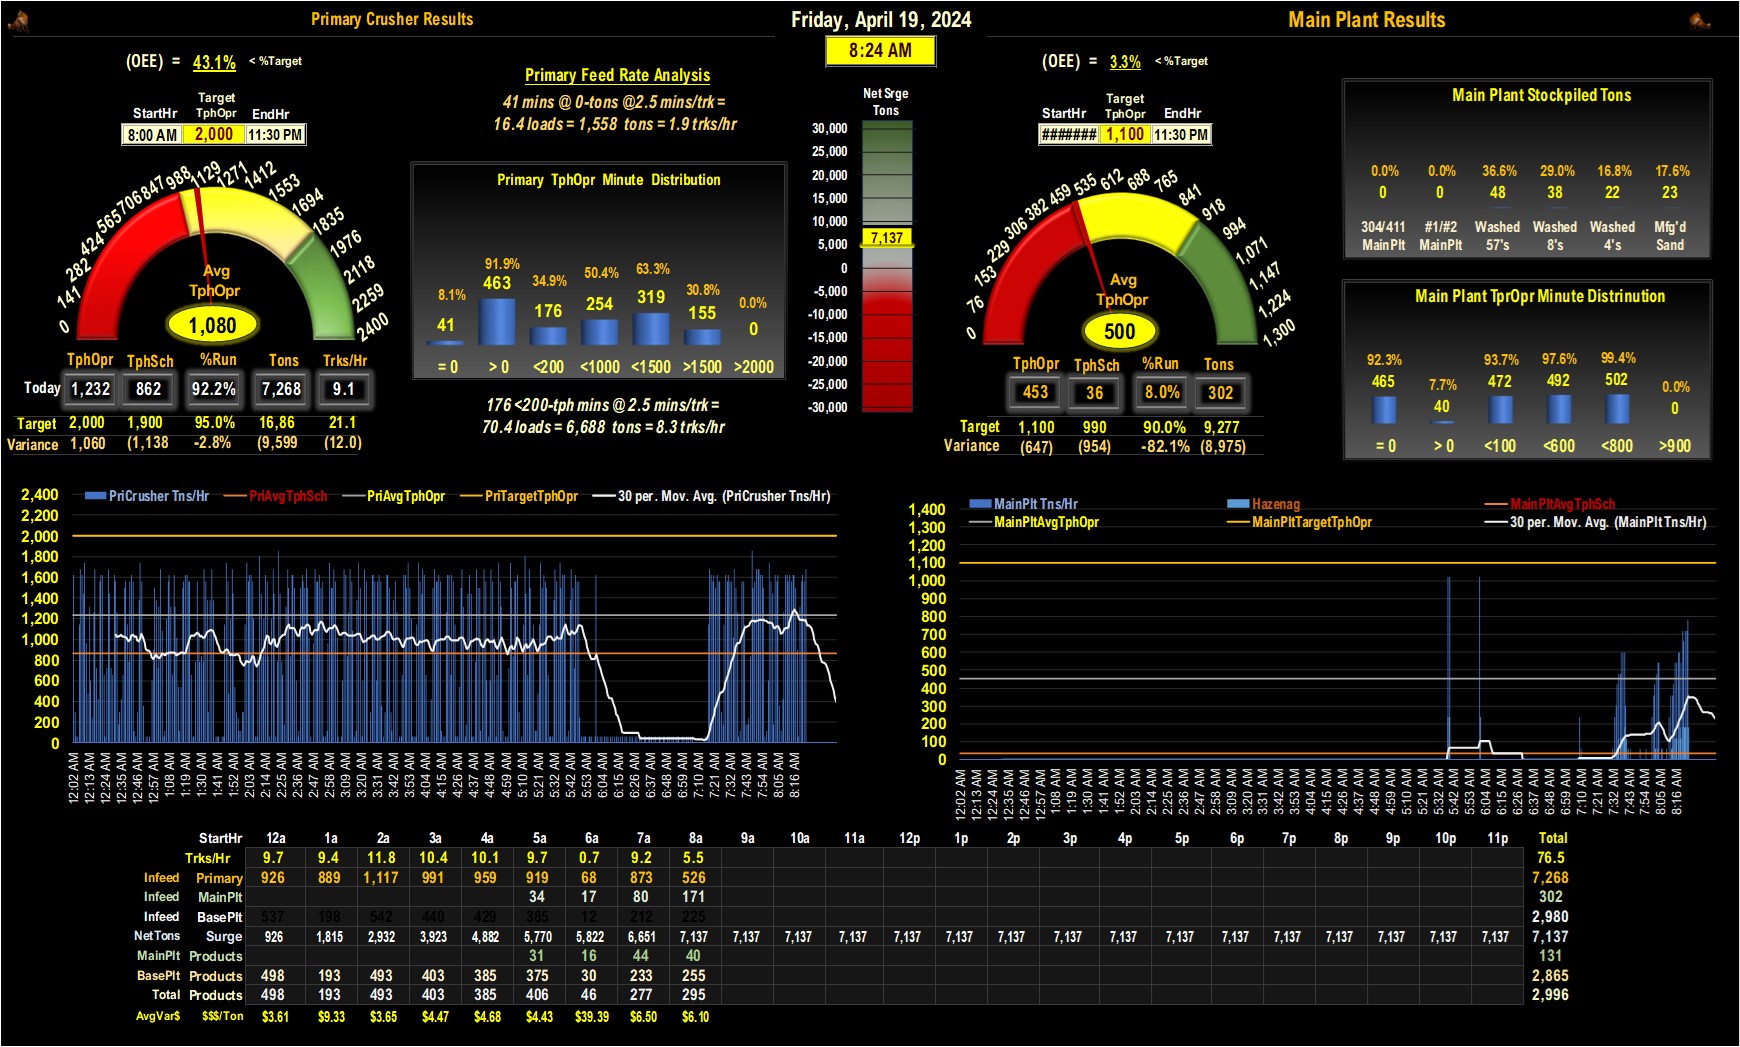 Primary Crusher Results
Friday, April 19, 2024
Main Plant Results
8:24 AM
(OEE) = 43.1% < %Target
Target
StartHr TphOpr EndHr
8:00 AM 2,000 11:30 PM
0 141 282 424 565 706 847 988 1129 1271 1412 1553 1694 1835 1976 2118 2259 2400
Avg
TphOpr
1,080
TphOpr TphSch %Run Tons Trks/Hr
Today 1,232 862 92.2% 7,268 9.1
Target 2,000 1,900 95.0% 16,86 21.1
Variance 1,060 (1,138 -2.8% (9,599 (12.0)
Primary Feed Rate Analysis
41 mins @ 0-tons @2.5 mins/trk =
16.4 loads = 1,558 tons = 1.9 trks/hr
Primary TphOpr Minute Distribution
8.1% 91.9% 34.9% 50.4% 63.3% 30.8% 0.0%
41 463 176 254 319 155 0
= 0 > 0 <200 <1000 <1500 >1500 >2000
176 <200-tph mins @ 2.5 mins/trk =
70.4 loads = 6,688 tons = 8.3 trks/hr
Net Srge
Tons
30,000
25,000
20,000
15,000
10,000
7,137
5,000
0
-5,000
-10,000
-15,000
-20,000
-25,000
-30,000
(OEE) = 3.3% < %Target
Target
StartHr TphOpr EndHr
####### 1,100 11:30 PM
0 76 153 229 306 382 459 535 612 688 765 841 918 994 1,071 1,147 1,224 1,300
Avg
TphOpr
500
TphOpr TphSch %Run Tons
453 36 8.0% 302
Target 1,100 990 90.0% 9,277
Variance (647) (954) -82.1% (8,975)
Main Plant Stockpiled Tons
0.0% 0.0% 36.6% 29.0% 16.8% 17.6%
0 0 48 38 22 23
304/411 #1/#2 Washed Washed Washed Mfg'd
MainPlt MainPlt 57's 8's 4's Sand
Main Plant TprOpr Minute Distrinution
92.3% 7.7% 93.7% 97.6% 99.4% 0.0%
465 40 472 492 502 0
= 0 > 0 <100 <600 <800 >900
PriCrusher Tns/Hr PriAvgTphSch PriAvgTphOpr PriTargetTphOpr 30 per. Mov. Avg. (PriCrusher Tns/Hr)
2,400
2,200
2,000
1,800
1,600
1,400
1,200
1,000
800
600
400
200
0
12:02 AM 12:13 AM 12:24 AM 12:35 AM 12:46 AM 12:57 AM 1:08 AM 1:19 AM 1:30 AM 1:41 AM 1:52 AM 2:03 AM 2:14 AM 2:25 AM 2:36 AM 2:47 AM 2:58 AM 3:09 AM 3:20 AM 3:31 AM 3:42 AM 3:53 AM 4:04 AM 4:15 AM 4:26 AM 4:37 AM 4:48 AM 4:59 AM 5:10 AM 5:21 AM 5:32 AM 5:42 AM 5:53 AM 6:04 AM 6:15 AM 6:26 AM 6:37 AM 6:48 AM 6:59 AM 7:10 AM 7:21 AM 7:32 AM 7:43 AM 7:54 AM 8:05 AM 8:16 AM
MainPlt Tns/Hr Hazenag MainPltAvgTphSch
MainPltAvgTphOpr MainPltTargetTphOpr 30 per. Mov. Avg. (MainPlt Tns/Hr)
1,400
1,300
1,200
1,100
1,000
900
800
700
600
500
400
300
200
100
0
12:02 AM 12:13 AM 12:24 AM 12:35 AM 12:46 AM 12:57 AM 1:08 AM 1:19 AM 1:30 AM 1:41 AM 1:52 AM 2:03 AM 2:14 AM 2:25 AM 2:36 AM 2:47 AM 2:58 AM 3:09 AM 3:20 AM 3:31 AM 3:42 AM 3:53 AM 4:04 AM 4:15 AM 4:26 AM 4:37 AM 4:48 AM 4:59 AM 5:10 AM 5:21 AM 5:32 AM 5:42 AM 5:53 AM 6:04 AM 6:15 AM 6:26 AM 6:37 AM 6:48 AM 6:59 AM 7:10 AM 7:21 AM 7:32 AM 7:43 AM 7:54 AM 8:05 AM 8:16 AM
StartHr 12a 1a 2a 3a 4a 5a 6a 7a 8a 9a 10a 11a 12p 1p 2p 3p 4p 5p 6p 7p 8p 9p 10p 11p Total
Trks/Hr 9.7 9.4 11.8 10.4 10.1 9.7 0.7 9.2 5.5 76.5
Infeed Primary 926 889 1,117 991 959 919 68 873 526 7,268
Infeed MainPlt 34 17 80 171 302
Infeed BasePlt 537 198 542 440 429 385 12 212 225 2,980
NetTons Surge 926 1,815 2,932 3,923 4,882 5,770 5,822 6,651 7,137 7,137 7,137 7,137 7,137 7,137 7,137 7,137 7,137 7,137 7,137 7,137 7,137 7,137 7,137 7,137 7,137
MainPlt Products 31 16 44 40 131
BasePlt Products 498 193 493 403 385 375 30 233 255 2,865
Total Products 498 193 493 403 385 406 46 277 295 2,996
AvgVar$ $$$/Ton $3.61 $9.33 $3.65 $4.47 $4.68 $4.43 $39.39 $6.50 $6.10